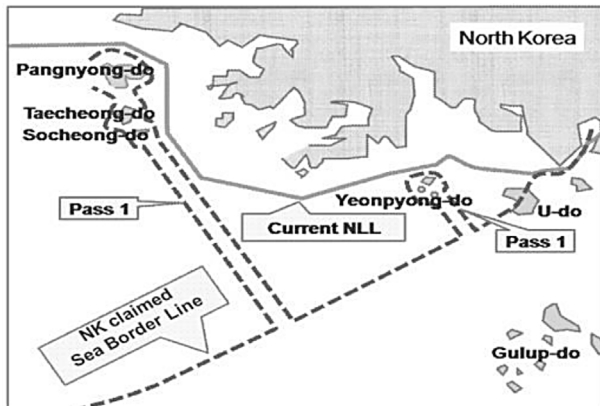 North Korea
Pangnyong-do
Taecheong-do
Socheong-do
Pass 1
Current NLL
Yeonpyong-do
U-do
Pass 1
NK claimed
Sea Border Line
Gulup-do